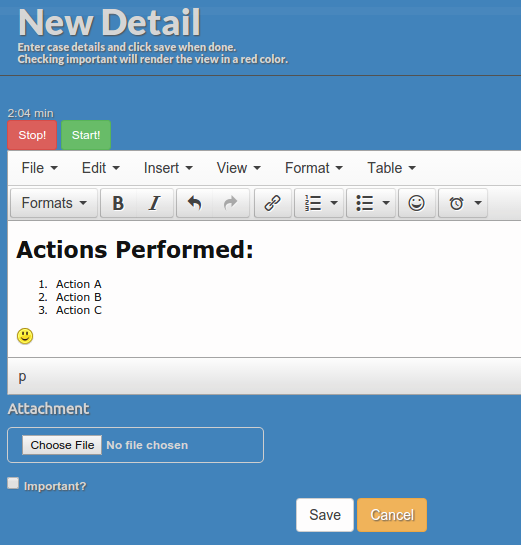 New Detail
Enter case details and click save when done.
Checking important will render the view in a red color.
2:04 min
Stop! Start!
File Edit Insert View Format Table
Formats B I
Actions Performed:
1. Action A
2. Action B
3. Action C
p
Attachment
Choose File No file chosen
Important?
Save Cancel